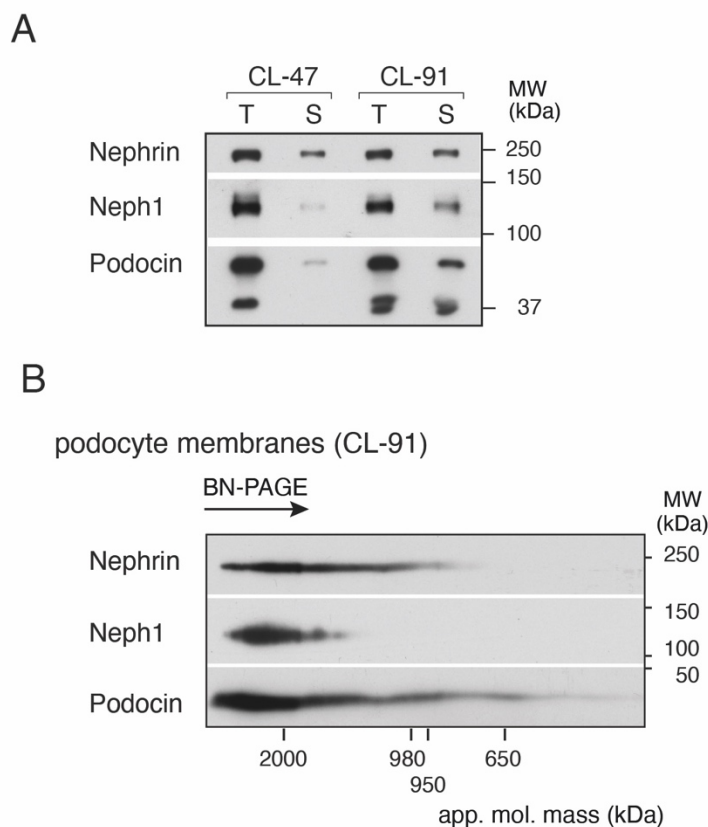 A
CL-47 CL-91
T S T S
MW
(kDa)
Nephrin
250
150
Neph1
100
Podocin
37
B
podocyte membranes (CL-91)
BN-PAGE
MW
(kDa)
Nephrin
250
150
Neph1
100
50
Podocin
2000 980 650
950
app. mol. mass (kDa)